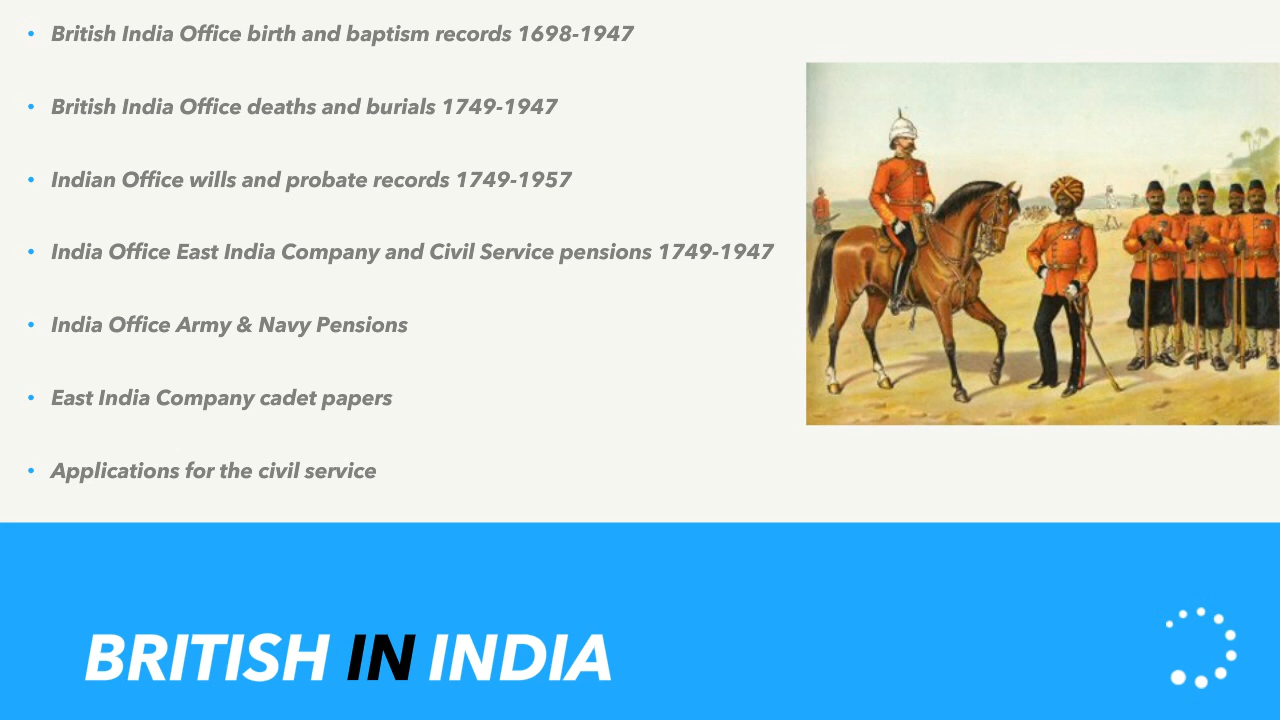 British India Office birth and baptism records 1698-1947
British India Office deaths and burials 1749-1947
Indian Office wills and probate records 1749-1957
India Office East India Company and Civil Service pensions 1749-1947
India Office Army & Navy Pensions
East India Company cadet papers
Applications for the civil service
BRITISH IN INDIA